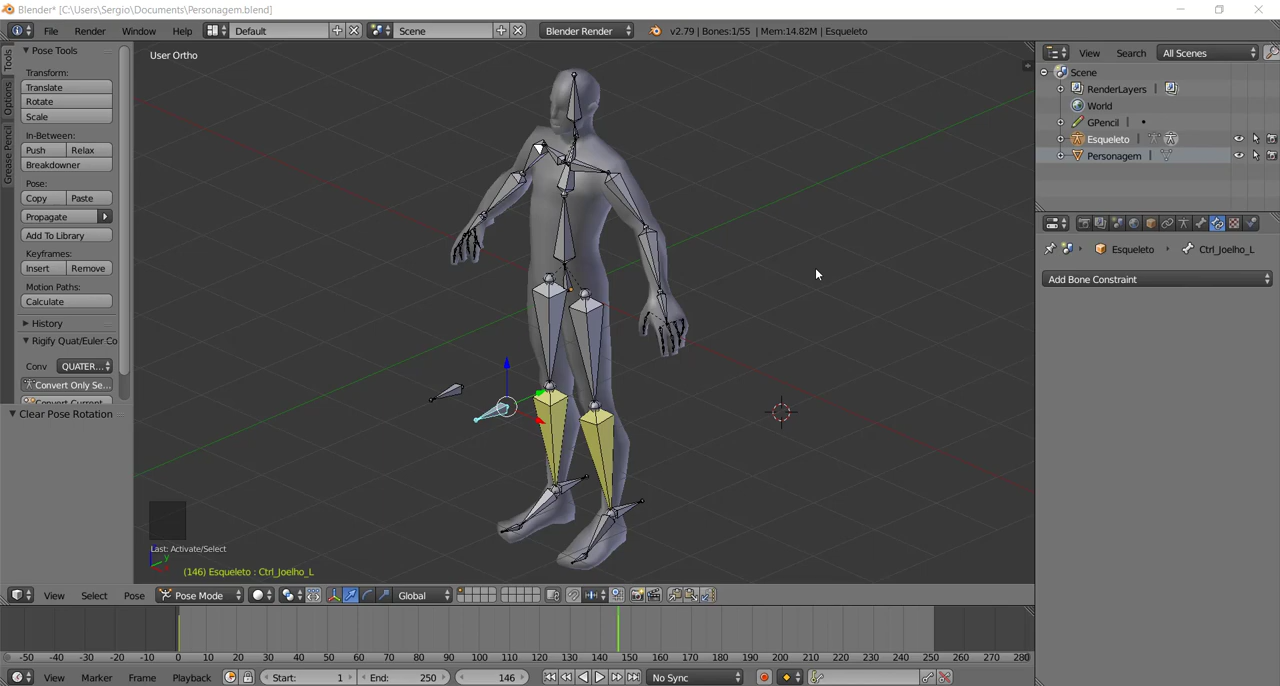 Blender* [C:\Users\Sergio\Documents\Personagem.blend]
File Render Window Help Default Scene Blender Render v2.79 | Bones:1/55 | Mem:14.82M | Esqueleto
Tools
Options
Grease Pencil
Pose Tools
Transform:
Translate
Rotate
Scale
In-Between:
Push Relax
Breakdowner
Pose:
Copy Paste
Propagate
Add To Library
Keyframes:
Insert Remove
Motion Paths:
Calculate
History
Rigify Quat/Euler Co
Conv QUATER...
Convert Only Se...
Convert Current
Clear Pose Rotation
User Ortho
Last: Activate/Select
(146) Esqueleto : Ctrl_Joelho_L
View Select Pose Pose Mode Global
View Search All Scenes
Scene
RenderLayers
World
GPencil
Esqueleto
Personagem
Esqueleto Ctrl_Joelho_L
Add Bone Constraint
-50 -40 -30 -20 -10 0 10 20 30 40 50 60 70 80 90 100 110 120 130 140 150 160 170 180 190 200 210 220 230 240 250 260 270 280
View Marker Frame Playback Start: 1 End: 250 146 No Sync